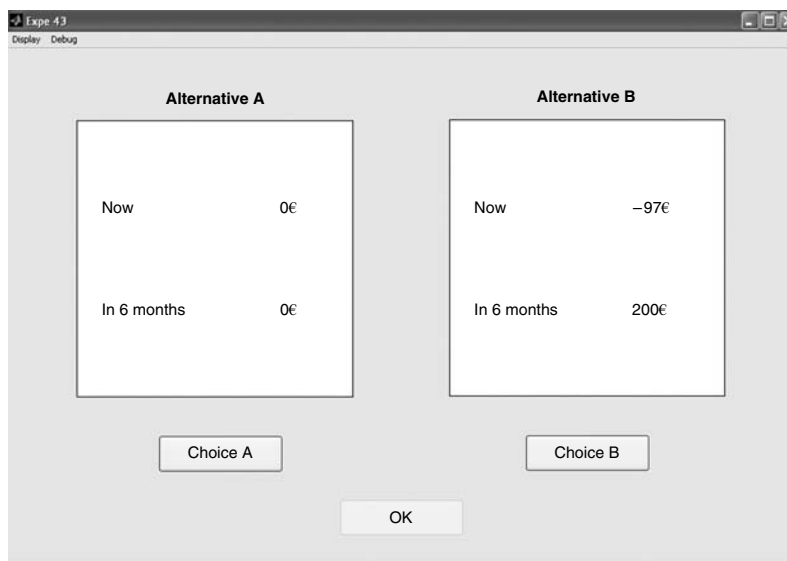 Expe 43
Display Debug
Alternative A
Now 0€
In 6 months 0€
Choice A
Alternative B
Now −97€
In 6 months 200€
Choice B
OK